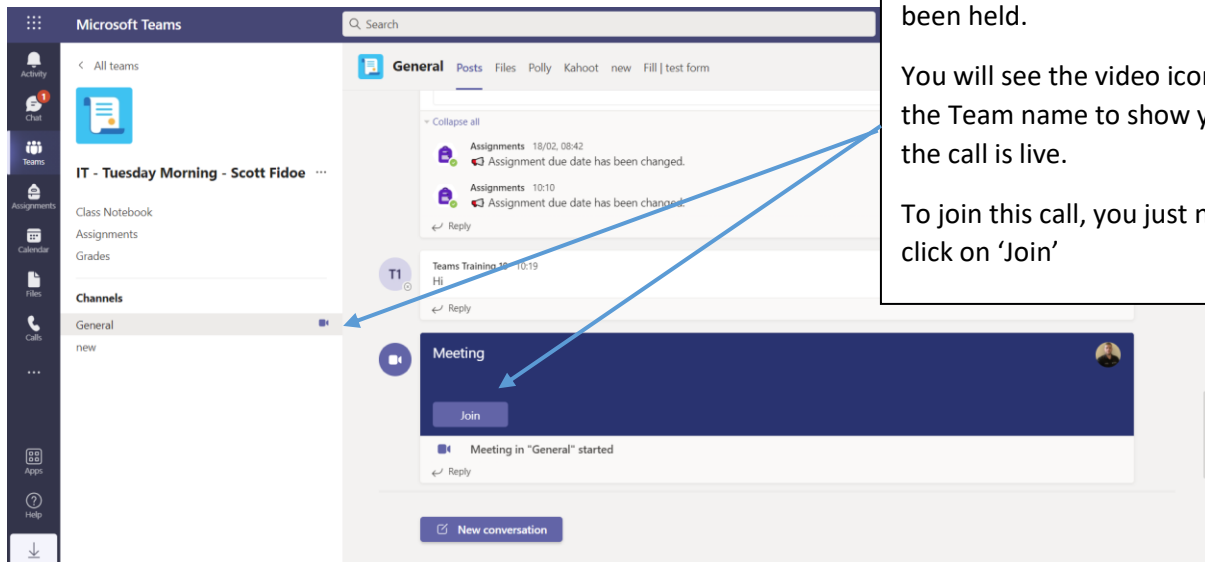 Microsoft Teams
Search
Activity
Chat
1
Teams
Assignments
Calendar
Files
Calls
Apps
Help
All teams
IT - Tuesday Morning - Scott Fidoe ...
Class Notebook
Assignments
Grades
Channels
General
new
General Posts Files Polly Kahoot new Fill | test form
Collapse all
Assignments 18/02, 08:42
Assignment due date has been changed.
Assignments 10:10
Assignment due date has been changed.
Reply
T1
Teams Training 10:19
Hi
Reply
Meeting
Join
Meeting in "General" started
Reply
New conversation
been held.
You will see the video
the Team name to show
the call is live.
To join this call, you just
click on ‘Join’